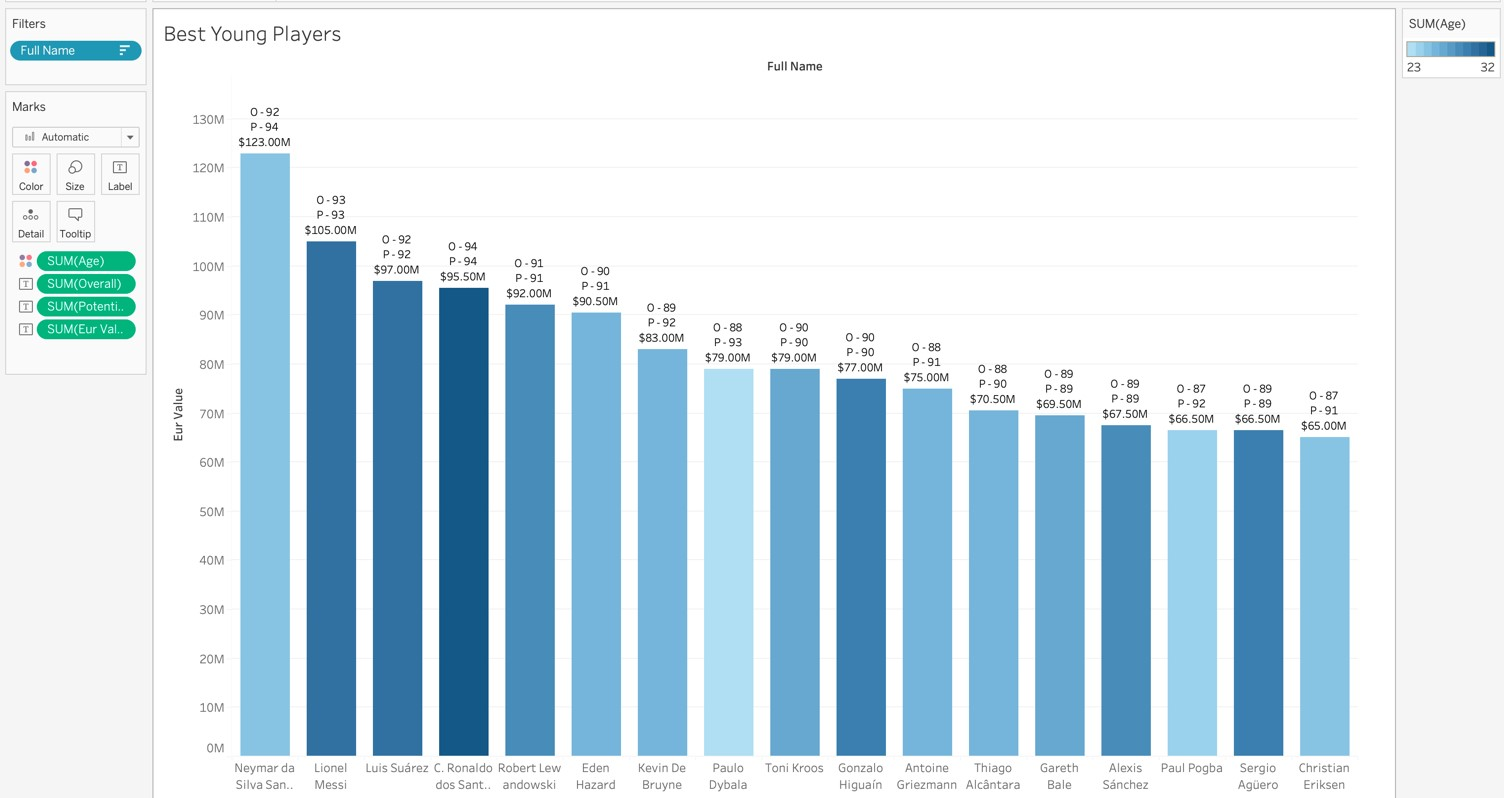 Filters
Full Name
Marks
Automatic
Color
Size
Label
Detail
Tooltip
SUM(Age)
SUM(Overall)
SUM(Potenti..
SUM(Eur Val..
Best Young Players
Full Name
Eur Value
130M
120M
110M
100M
90M
80M
70M
60M
50M
40M
30M
20M
10M
0M
O - 92
P - 94
$123.00M
O - 93
P - 93
$105.00M
O - 92
P - 92
$97.00M
O - 94
P - 94
$95.50M
O - 91
P - 91
$92.00M
O - 90
P - 91
$90.50M
O - 89
P - 92
$83.00M
O - 88
P - 93
$79.00M
O - 90
P - 90
$79.00M
O - 90
P - 90
$77.00M
O - 88
P - 91
$75.00M
O - 88
P - 90
$70.50M
O - 89
P - 89
$69.50M
O - 89
P - 89
$67.50M
O - 87
P - 92
$66.50M
O - 89
P - 89
$66.50M
O - 87
P - 91
$65.00M
Neymar da
Silva San..
Lionel
Messi
Luis Suárez
C. Ronaldo
dos Sant..
Robert Lew
andowski
Eden
Hazard
Kevin De
Bruyne
Paulo
Dybala
Toni Kroos
Gonzalo
Higuaín
Antoine
Griezmann
Thiago
Alcântara
Gareth
Bale
Alexis
Sánchez
Paul Pogba
Sergio
Agüero
Christian
Eriksen
SUM(Age)
23 32